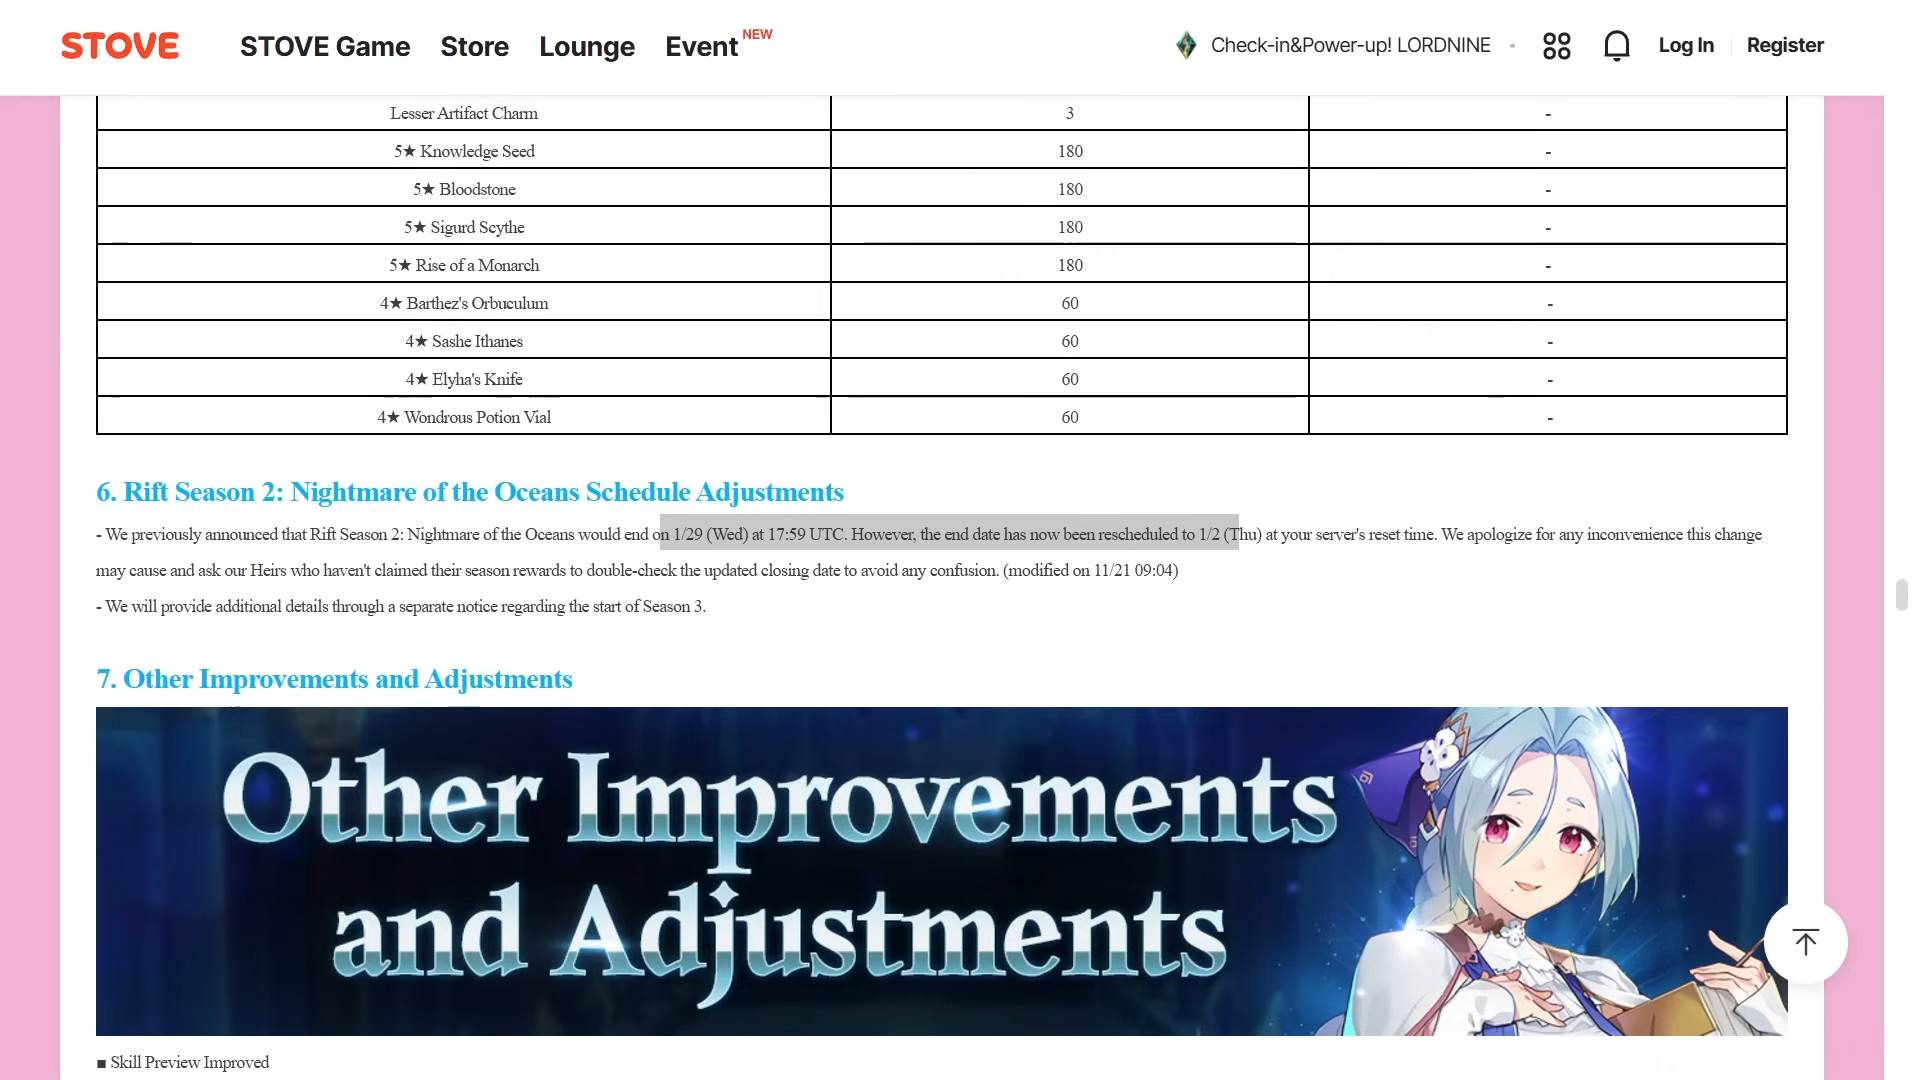 STOVE STOVE Game Store Lounge Event NEW Check-in&Power-up! LORDNINE Log In Register
Lesser Artifact Charm 3 -
5★ Knowledge Seed 180 -
5★ Bloodstone 180 -
5★ Sigurd Scythe 180 -
5★ Rise of a Monarch 180 -
4★ Barthez's Orbuculum 60 -
4★ Sashe Ithanes 60 -
4★ Elyha's Knife 60 -
4★ Wondrous Potion Vial 60 -
6. Rift Season 2: Nightmare of the Oceans Schedule Adjustments
- We previously announced that Rift Season 2: Nightmare of the Oceans would end on 1/29 (Wed) at 17:59 UTC. However, the end date has now been rescheduled to 1/2 (Thu) at your server's reset time. We apologize for any inconvenience this change
may cause and ask our Heirs who haven't claimed their season rewards to double-check the updated closing date to avoid any confusion. (modified on 11/21 09:04)
- We will provide additional details through a separate notice regarding the start of Season 3.
7. Other Improvements and Adjustments
Other Improvements
and Adjustments
■ Skill Preview Improved